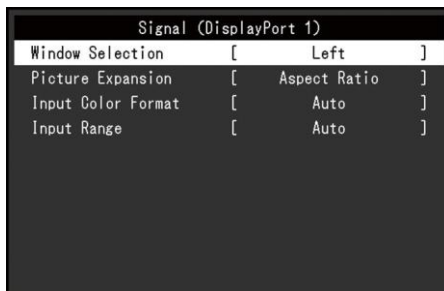 Signal (DisplayPort 1)
Window Selection [ Left ]
Picture Expansion [ Aspect Ratio ]
Input Color Format [ Auto ]
Input Range [ Auto ]